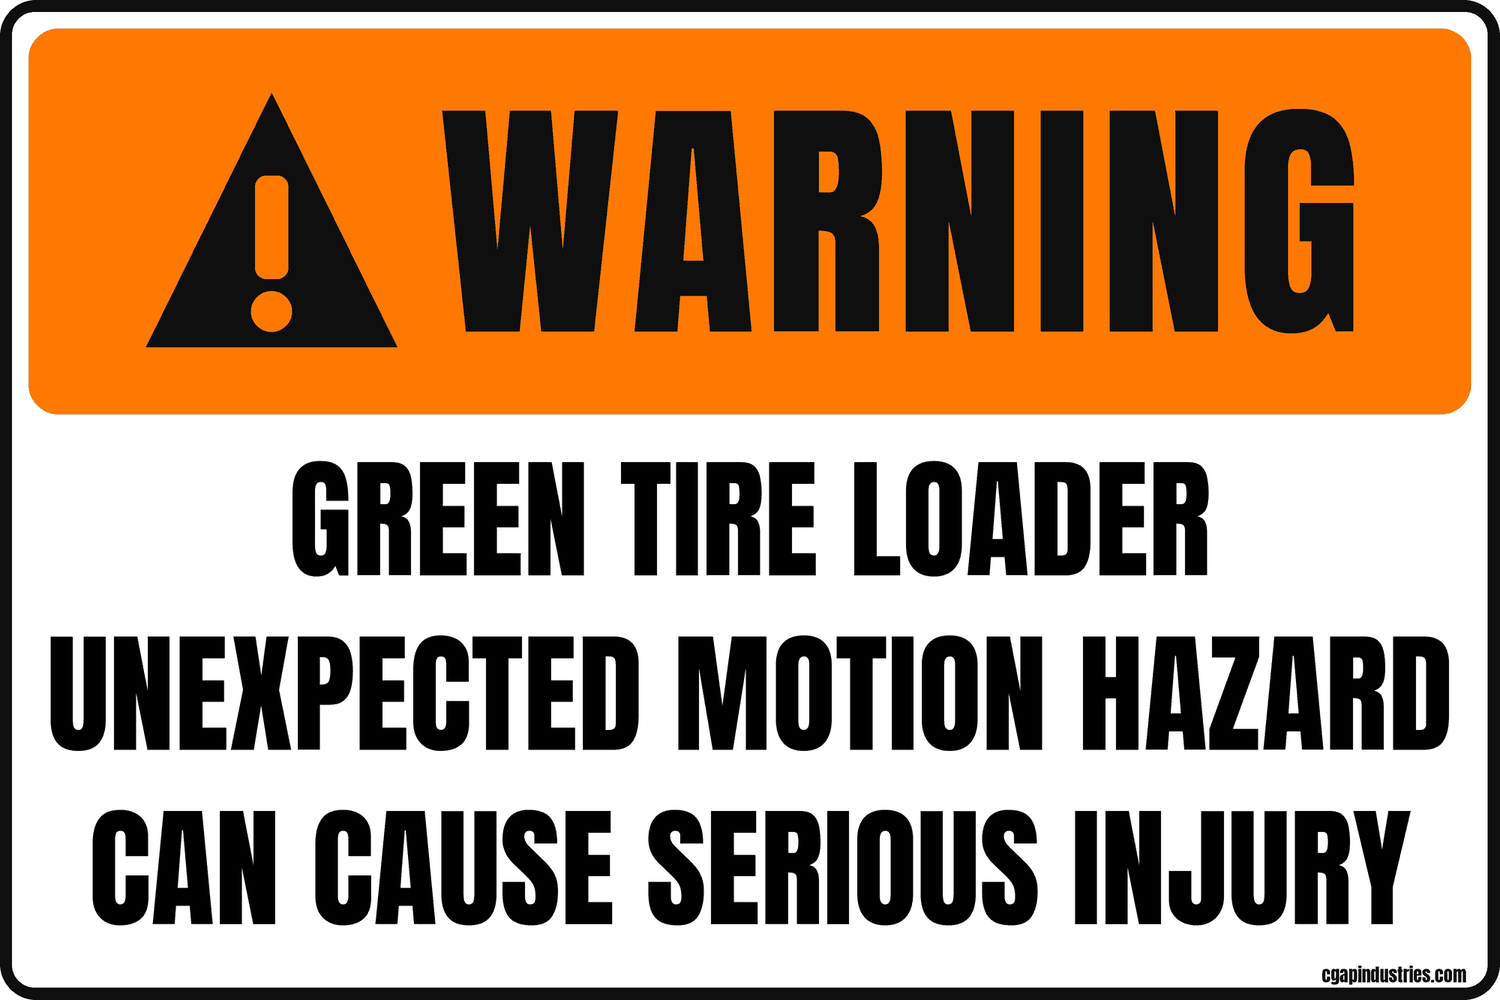 WARNING
GREEN TIRE LOADER
UNEXPECTED MOTION HAZARD
CAN CAUSE SERIOUS INJURY
cgapindustries.com